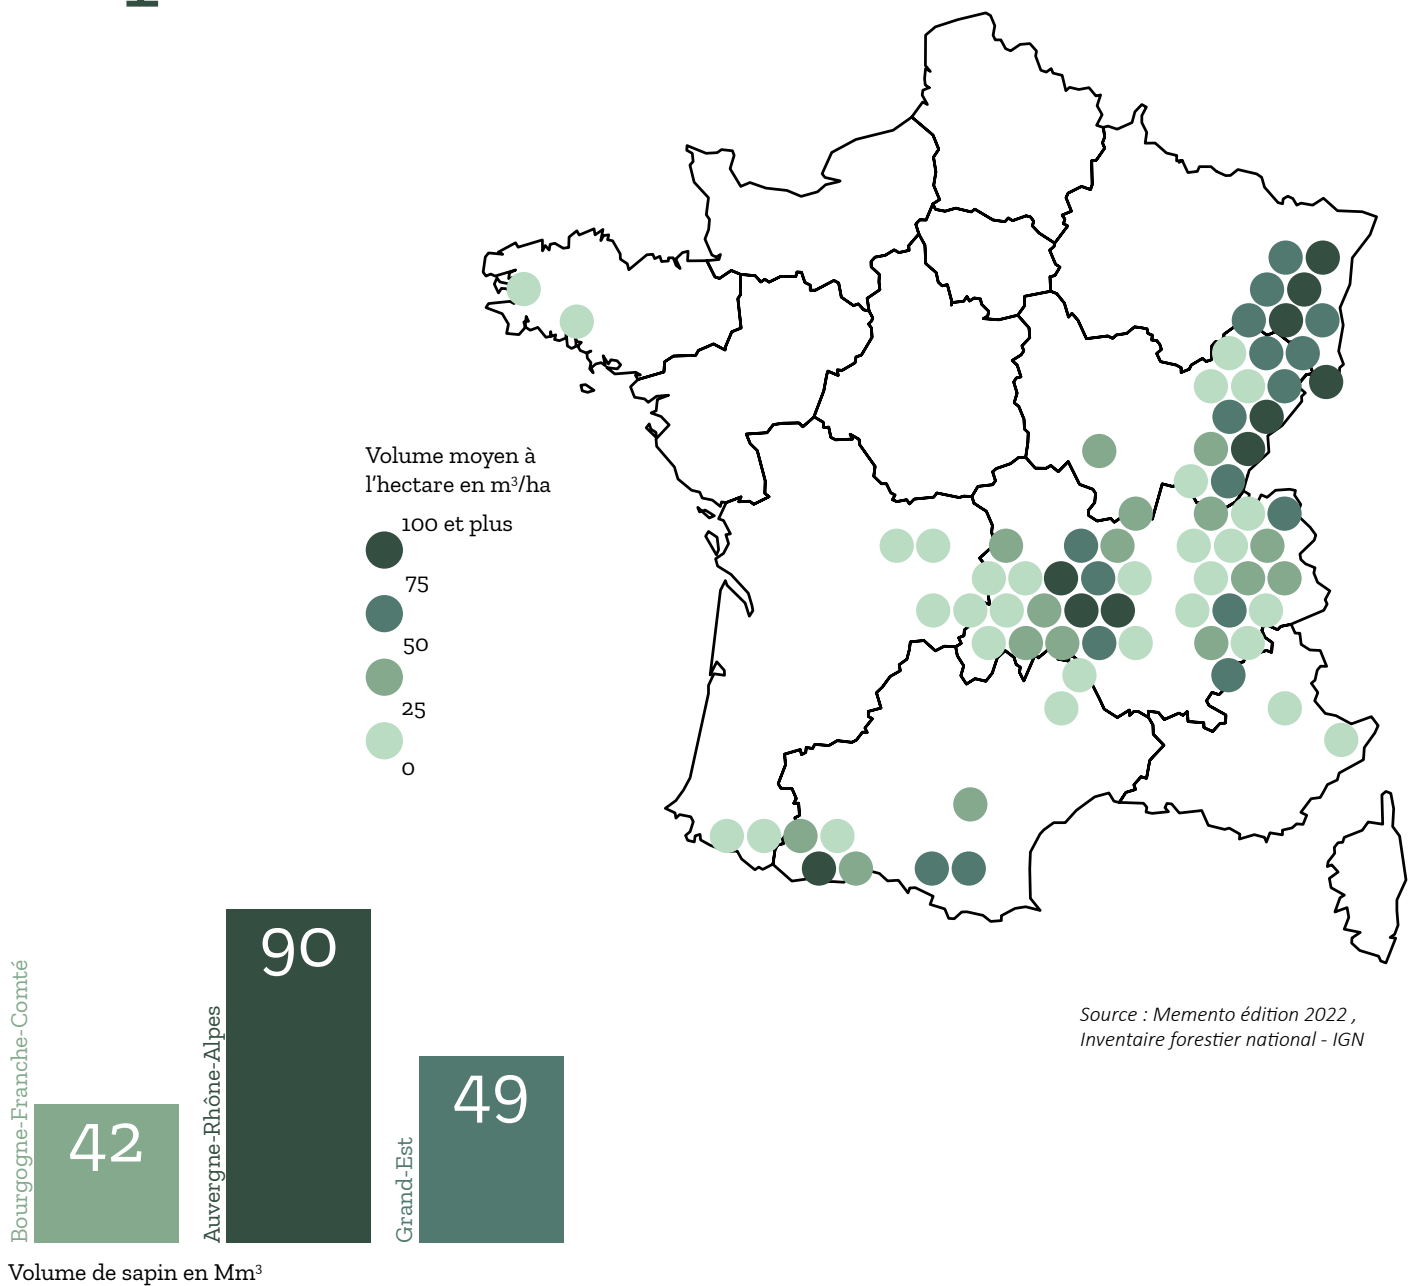 Volume moyen à
l'hectare en m³/ha
100 et plus
75
50
25
0
Source : Memento édition 2022 ,
Inventaire forestier national - IGN
Bourgogne-Franche-Comté
42
Auvergne-Rhône-Alpes
90
Grand-Est
49
Volume de sapin en Mm³